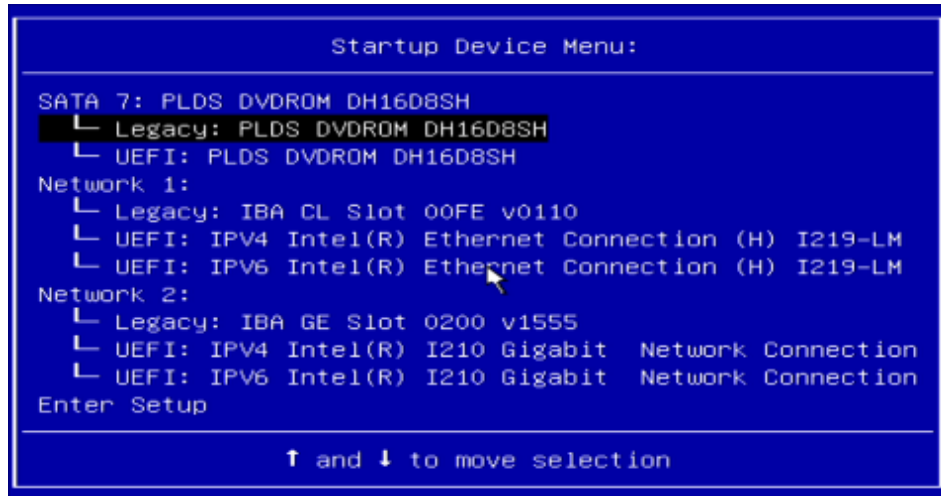 Startup Device Menu:
SATA 7: PLDS DVDROM DH16D8SH
└─ Legacy: PLDS DVDROM DH16D8SH
└─ UEFI: PLDS DVDROM DH16D8SH
Network 1:
└─ Legacy: IBA CL Slot 00FE v0110
└─ UEFI: IPV4 Intel(R) Ethernet Connection (H) I219-LM
└─ UEFI: IPV6 Intel(R) Ethernet Connection (H) I219-LM
Network 2:
└─ Legacy: IBA GE Slot 0200 v1555
└─ UEFI: IPV4 Intel(R) I210 Gigabit  Network Connection
└─ UEFI: IPV6 Intel(R) I210 Gigabit  Network Connection
Enter Setup
↑ and ↓ to move selection